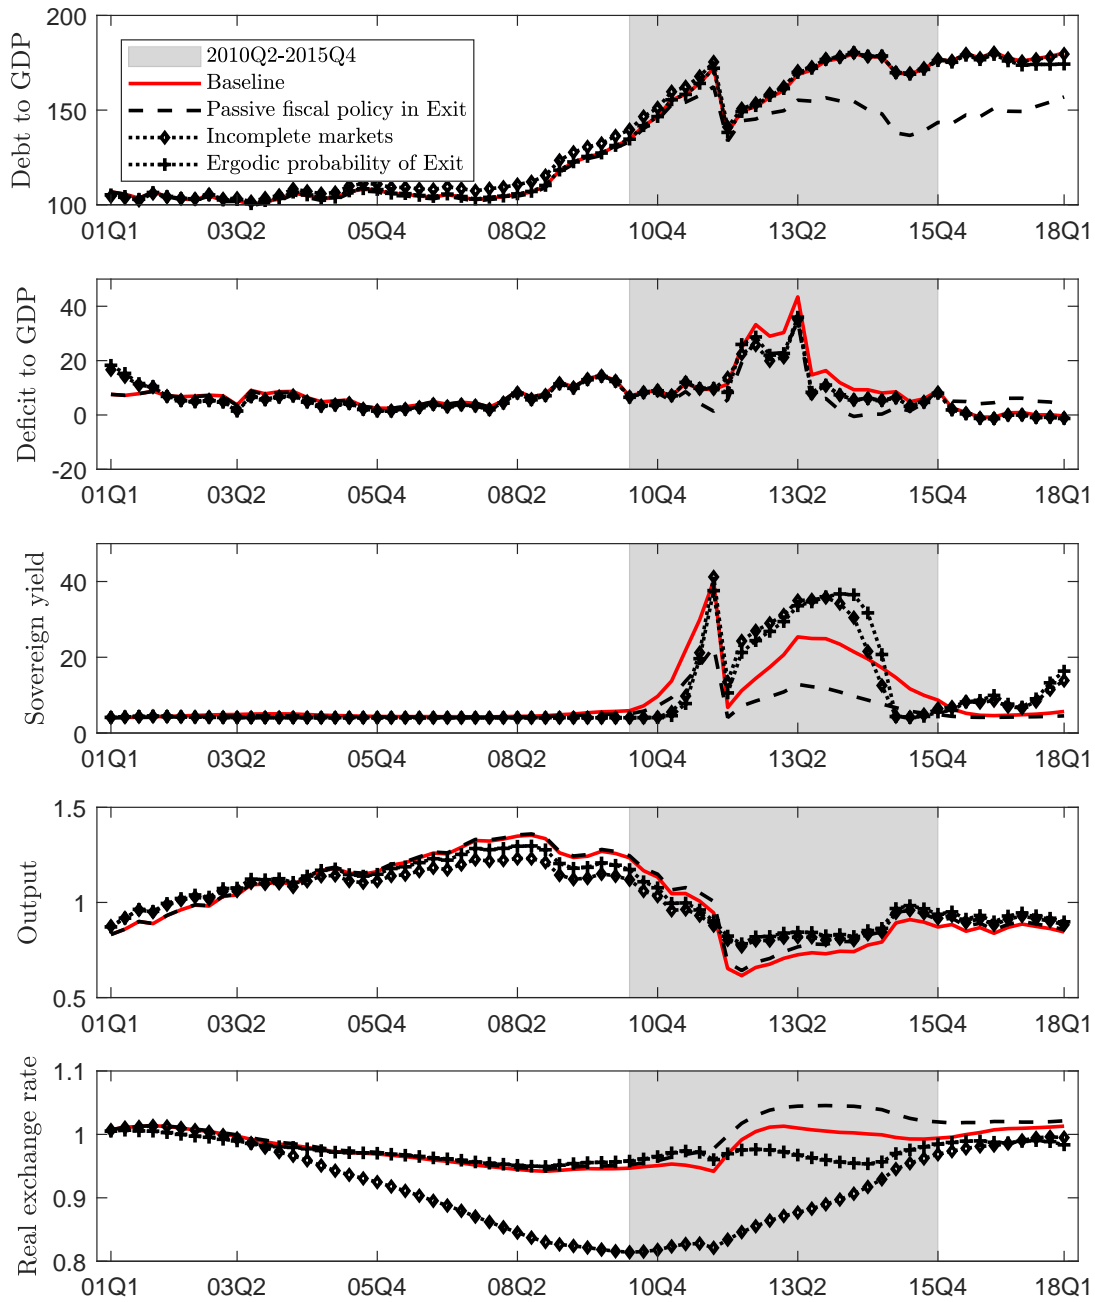 200
150
100
Debt to GDP
2010Q2-2015Q4
Baseline
Passive fiscal policy in Exit
Incomplete markets
Ergodic probability of Exit
01Q1 03Q2 05Q4 08Q2 10Q4 13Q2 15Q4 18Q1
40
20
0
-20
Deficit to GDP
01Q1 03Q2 05Q4 08Q2 10Q4 13Q2 15Q4 18Q1
40
20
0
Sovereign yield
01Q1 03Q2 05Q4 08Q2 10Q4 13Q2 15Q4 18Q1
1.5
1
0.5
Output
01Q1 03Q2 05Q4 08Q2 10Q4 13Q2 15Q4 18Q1
1.1
1
0.9
0.8
Real exchange rate
01Q1 03Q2 05Q4 08Q2 10Q4 13Q2 15Q4 18Q1